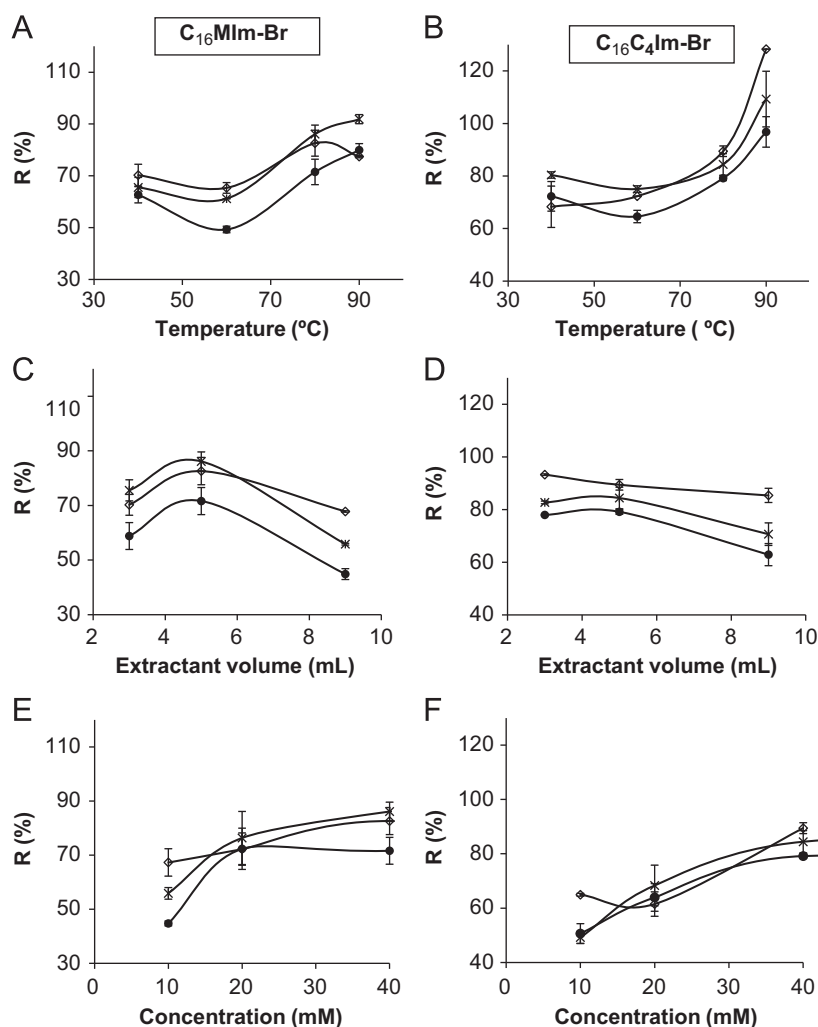 A
C₁₆MIm-Br
110
90
70
50
30
R (%)
30 50 70 90
Temperature (ºC)
B
C₁₆C₄Im-Br
120
100
80
60
40
R (%)
30 50 70 90
Temperature ( ºC)
C
110
90
70
50
30
R (%)
2 4 6 8 10
Extractant volume (mL)
D
120
100
80
60
40
R (%)
2 4 6 8 10
Extractant volume (mL)
E
110
90
70
50
30
R (%)
0 10 20 30 40
Concentration (mM)
F
120
100
80
60
40
R (%)
0 10 20 30 40
Concentration (mM)